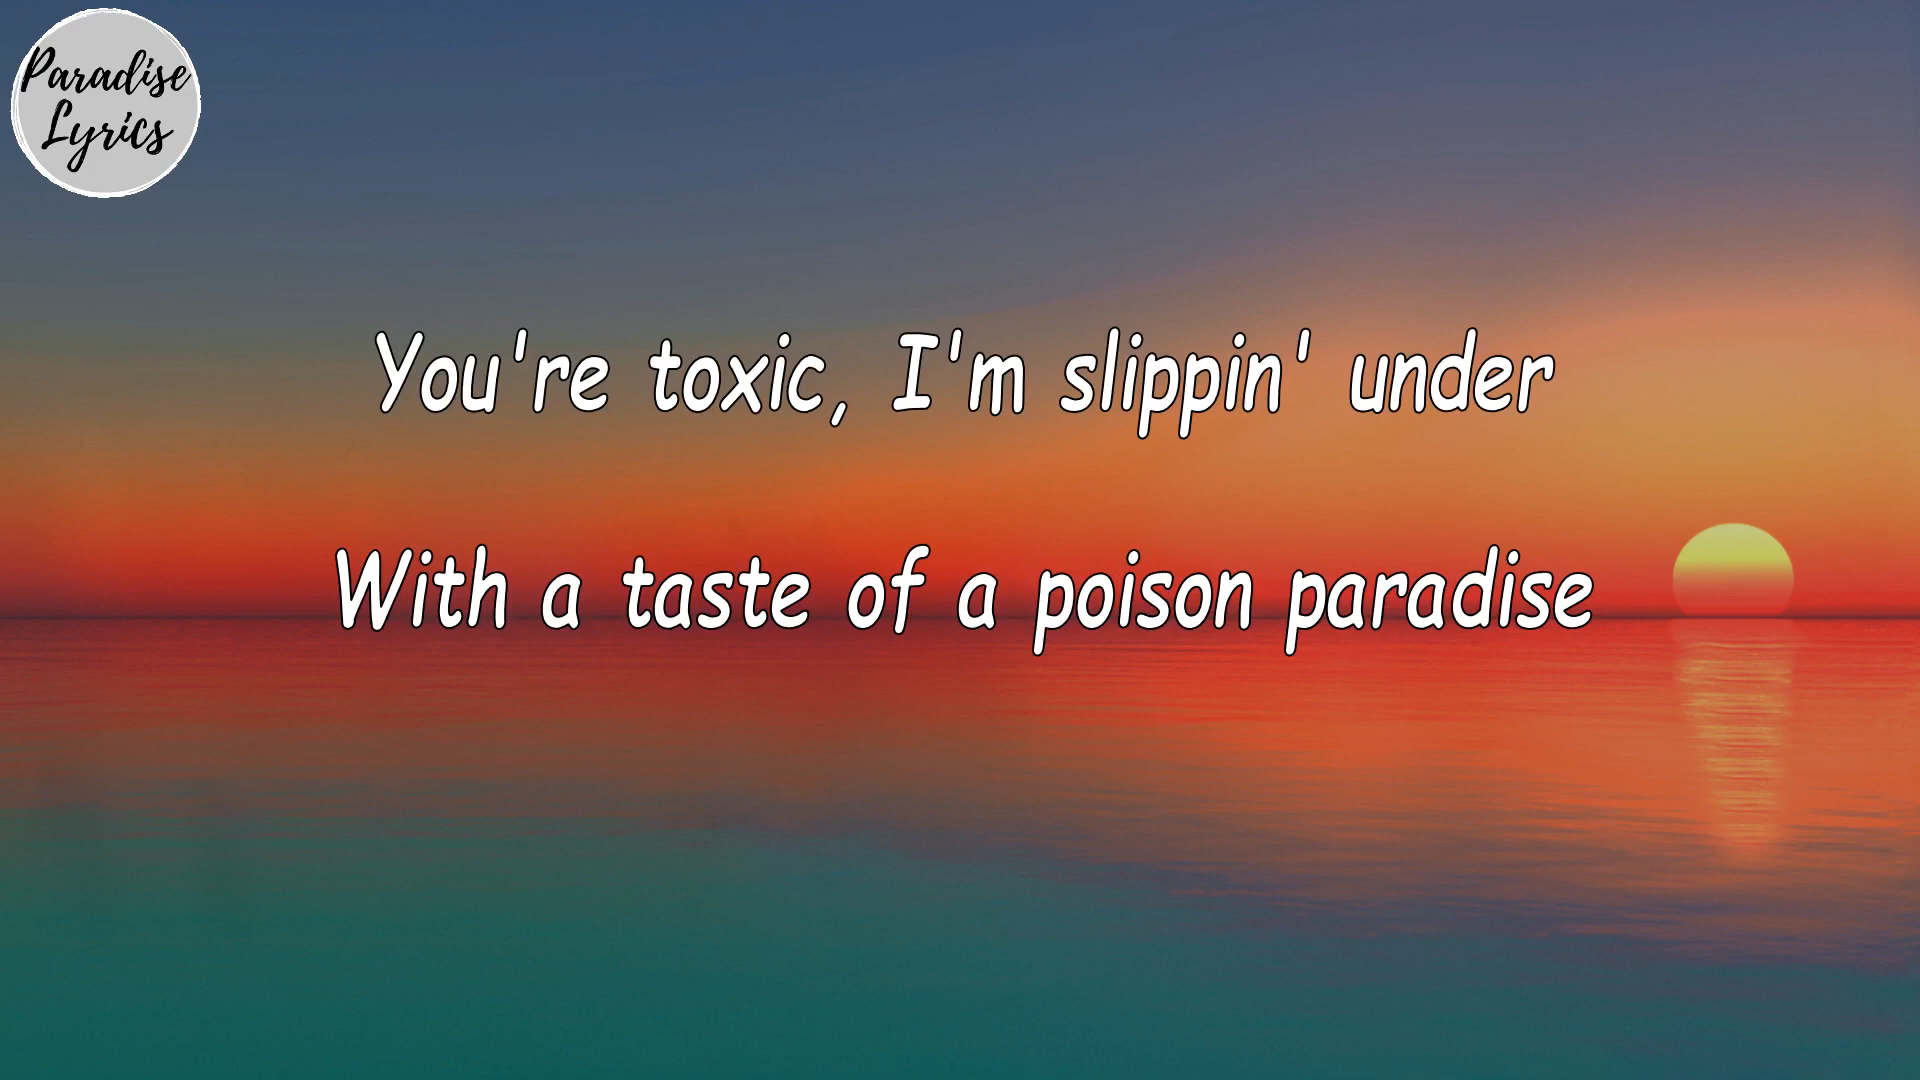 Paradise
Lyrics
You're toxic, I'm slippin' under
With a taste of a poison paradise